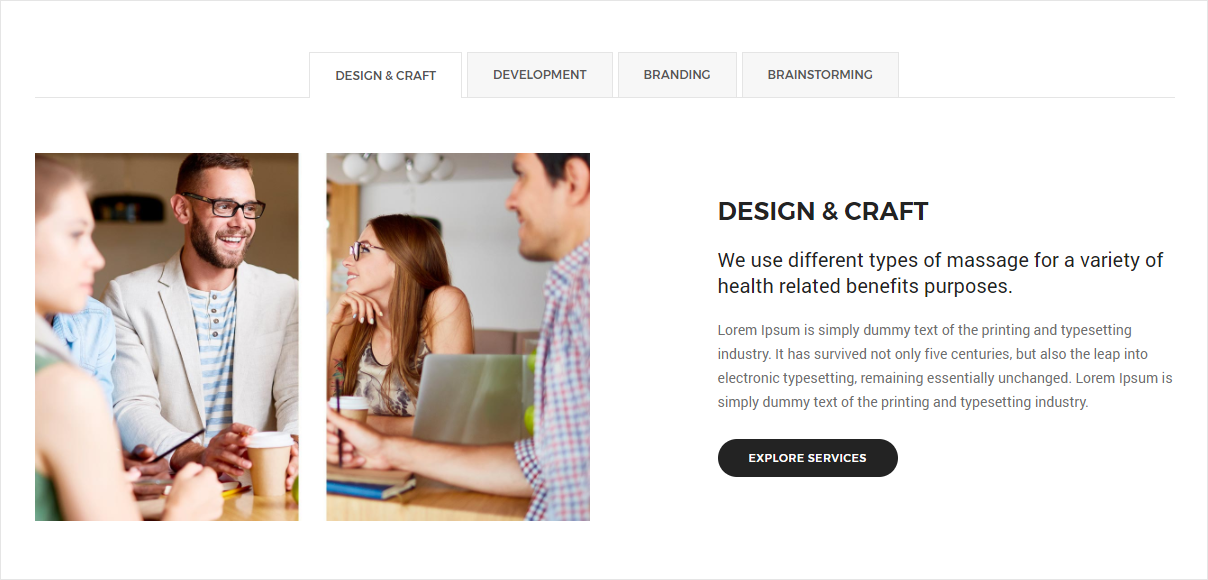 DESIGN & CRAFT
DEVELOPMENT
BRANDING
BRAINSTORMING
DESIGN & CRAFT
We use different types of massage for a variety of
health related benefits purposes.
Lorem Ipsum is simply dummy text of the printing and typesetting
industry. It has survived not only five centuries, but also the leap into
electronic typesetting, remaining essentially unchanged. Lorem Ipsum is
simply dummy text of the printing and typesetting industry.
EXPLORE SERVICES